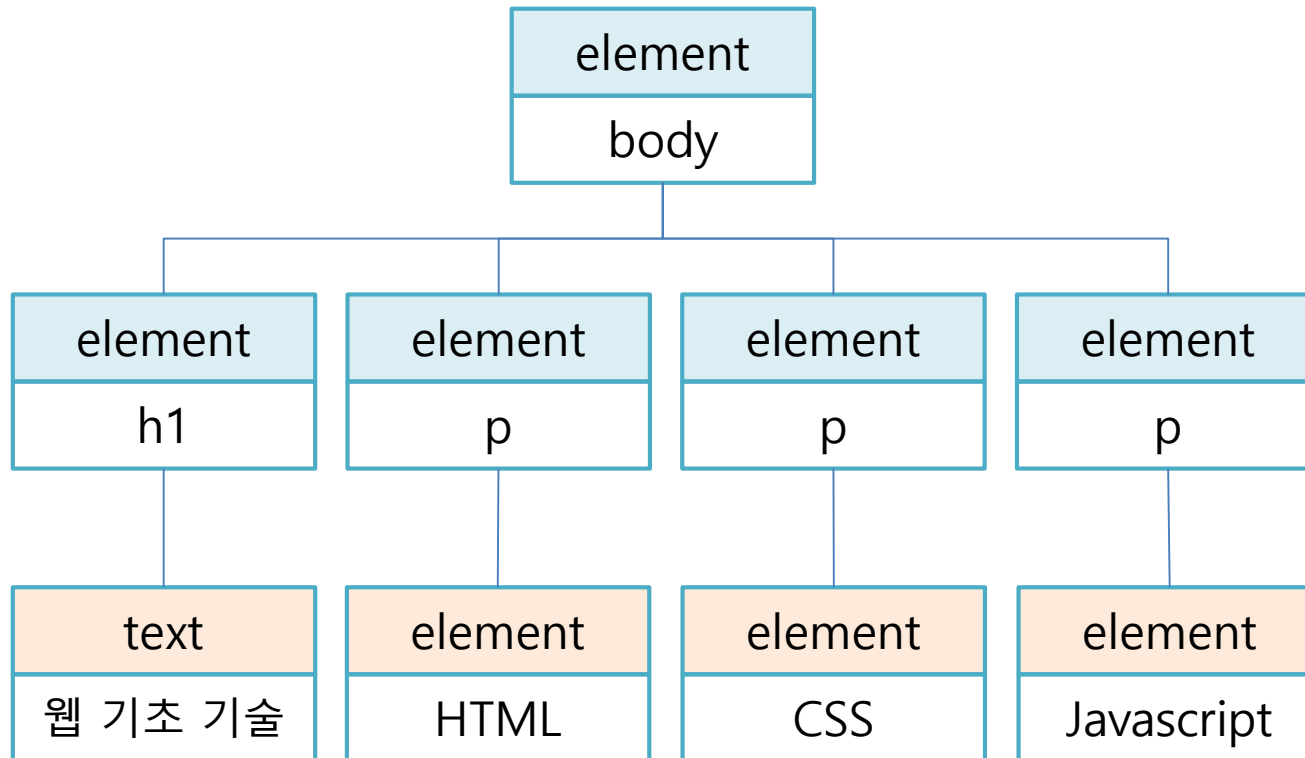 element
body
element
h1
element
p
element
p
element
p
text
웹 기초 기술
element
HTML
element
CSS
element
Javascript